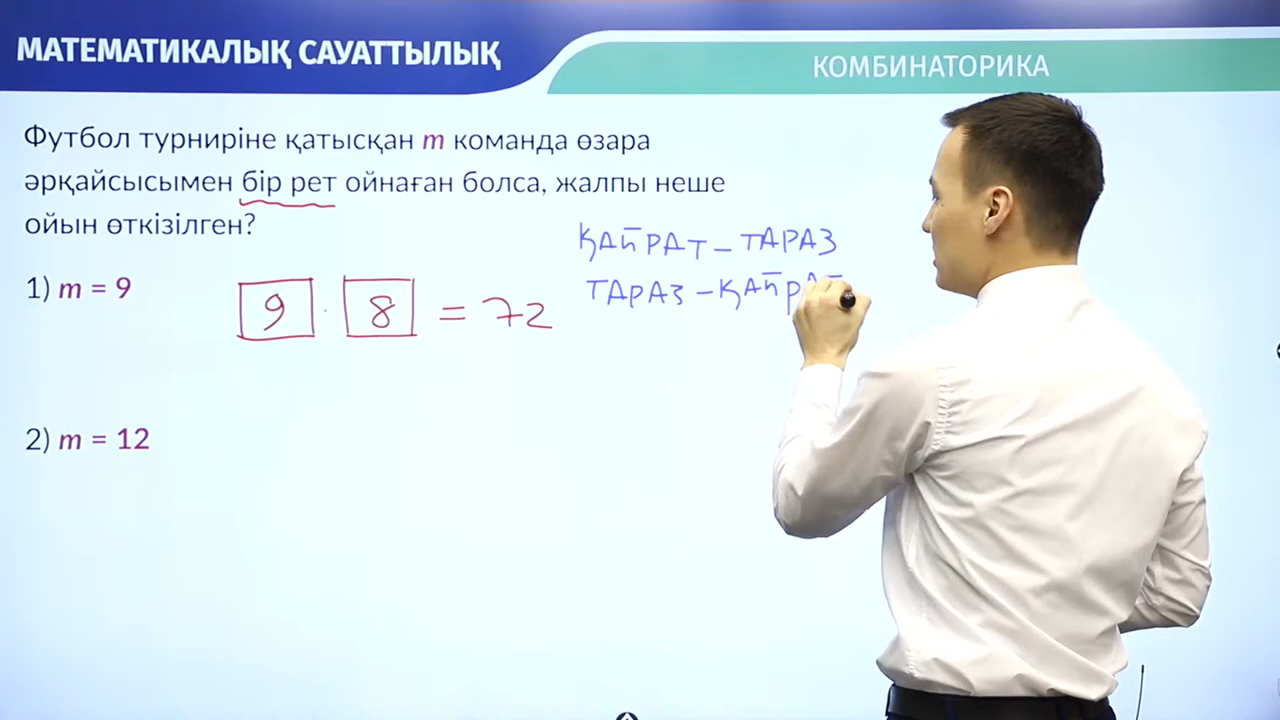 МАТЕМАТИКАЛЫҚ САУАТТЫЛЫҚ
КОМБИНАТОРИКА
Футбол турниріне қатысқан m команда өзара
әрқайсысымен бір рет ойнаған болса, жалпы неше
ойын өткізілген?
ҚАЙРАТ – ТАРАЗ
ТАРАЗ – ҚАЙРАТ
1) m = 9
9 · 8 = 72
2) m = 12